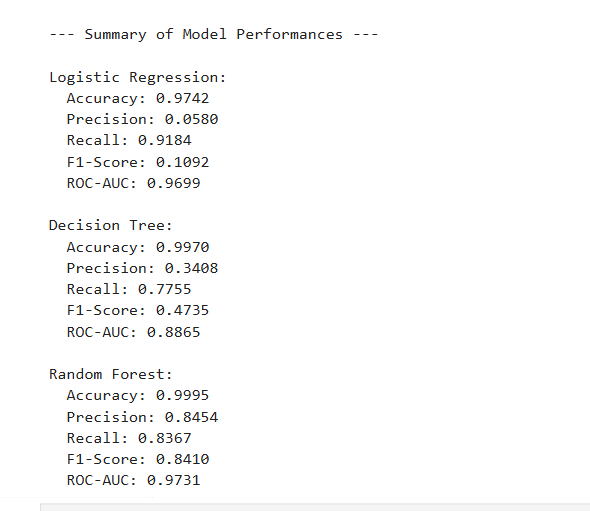 --- Summary of Model Performances ---
Logistic Regression:
Accuracy: 0.9742
Precision: 0.0580
Recall: 0.9184
F1-Score: 0.1092
ROC-AUC: 0.9699
Decision Tree:
Accuracy: 0.9970
Precision: 0.3408
Recall: 0.7755
F1-Score: 0.4735
ROC-AUC: 0.8865
Random Forest:
Accuracy: 0.9995
Precision: 0.8454
Recall: 0.8367
F1-Score: 0.8410
ROC-AUC: 0.9731